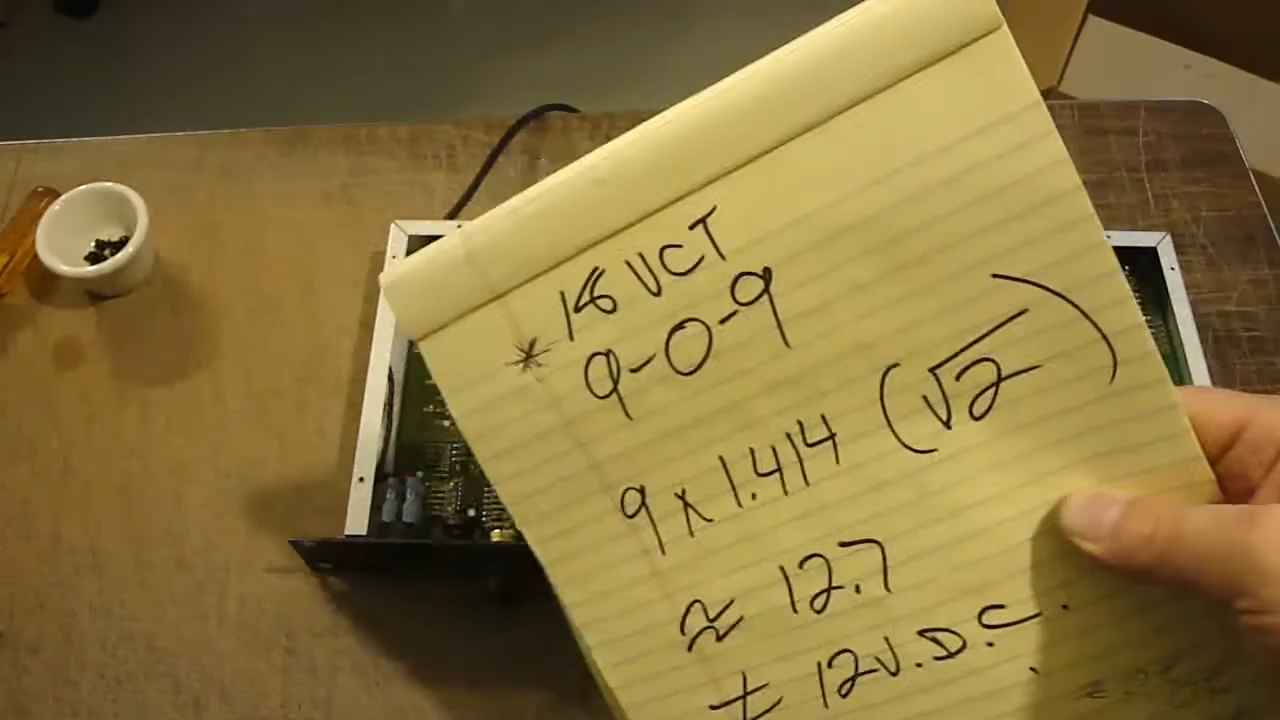 18 VCT
* 9-0-9
9 x 1.414 (√2)
≈ 12.7
± 12V.D.C.